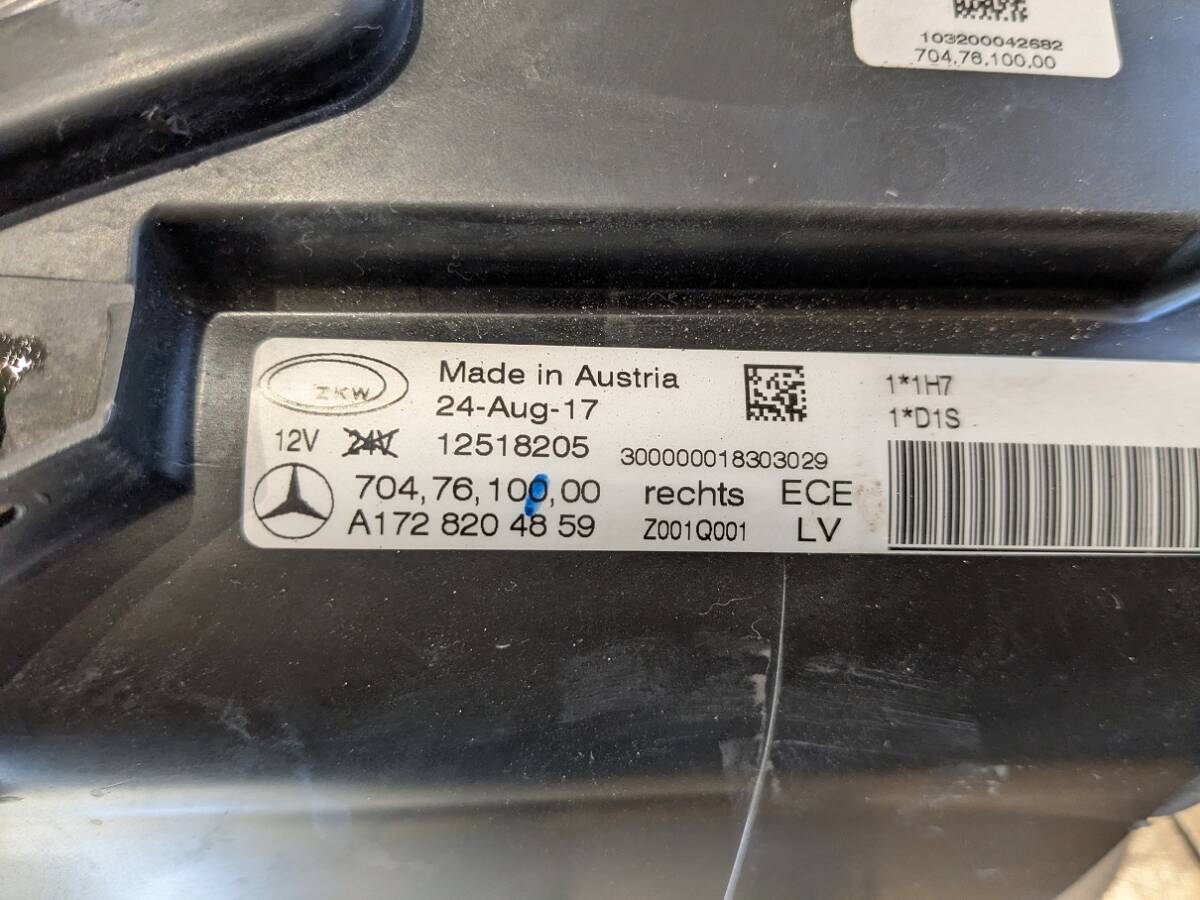 103200042682
704,76,100,00
ZKW
Made in Austria
24-Aug-17
12V 24V 12518205 300000018303029
704,76,100,00 rechts ECE
A172 820 48 59 Z001Q001 LV
1*1H7
1*D1S